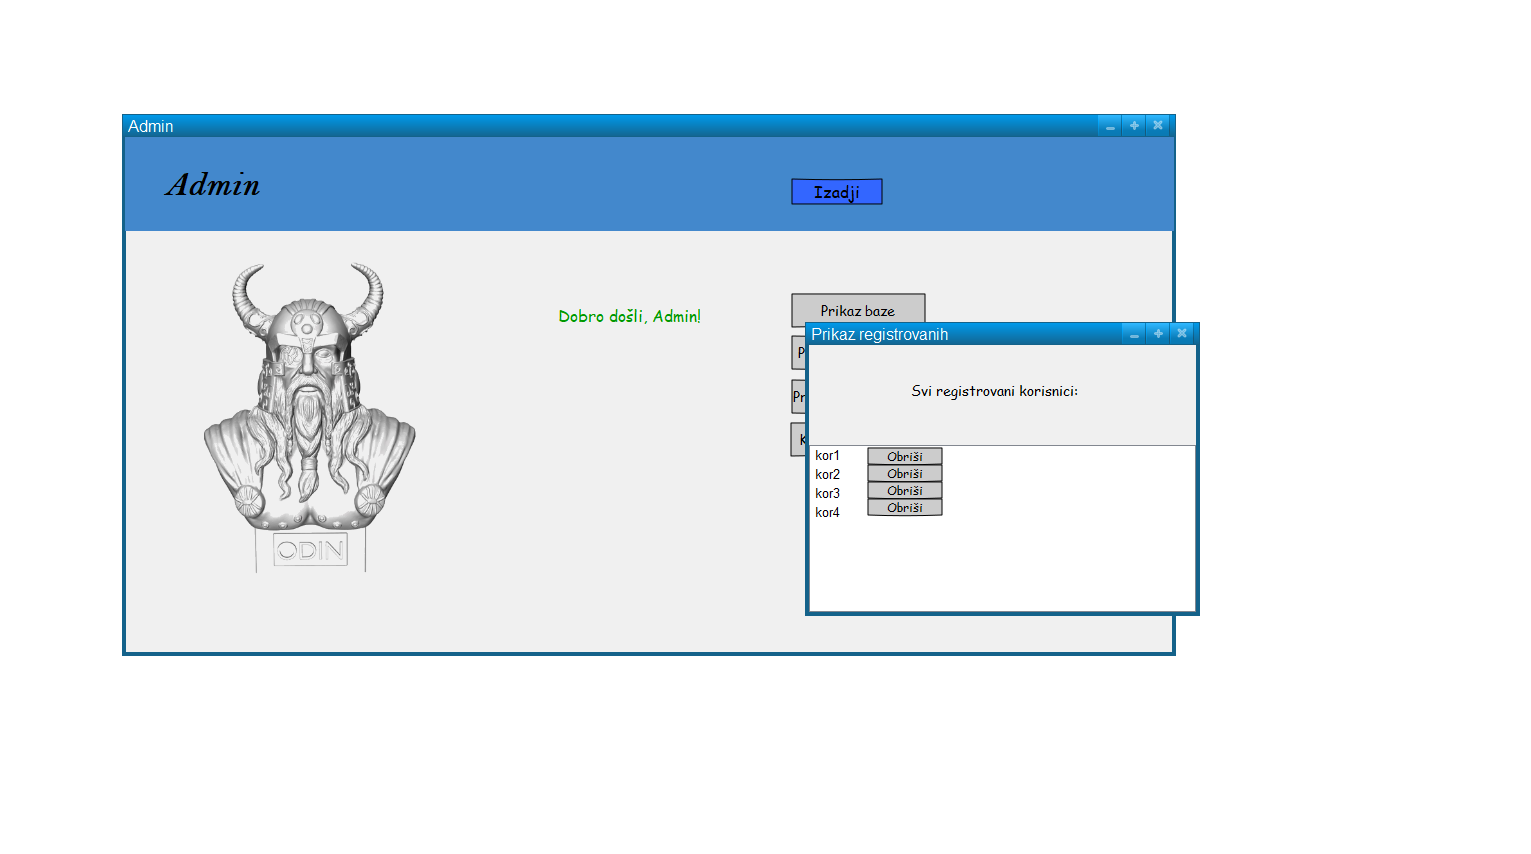 Admin
Admin
Izadji
Dobro došli, Admin!
Prikaz baze
ODIN
Prikaz registrovanih
Svi registrovani korisnici:
kor1 Obriši
kor2 Obriši
kor3 Obriši
kor4 Obriši